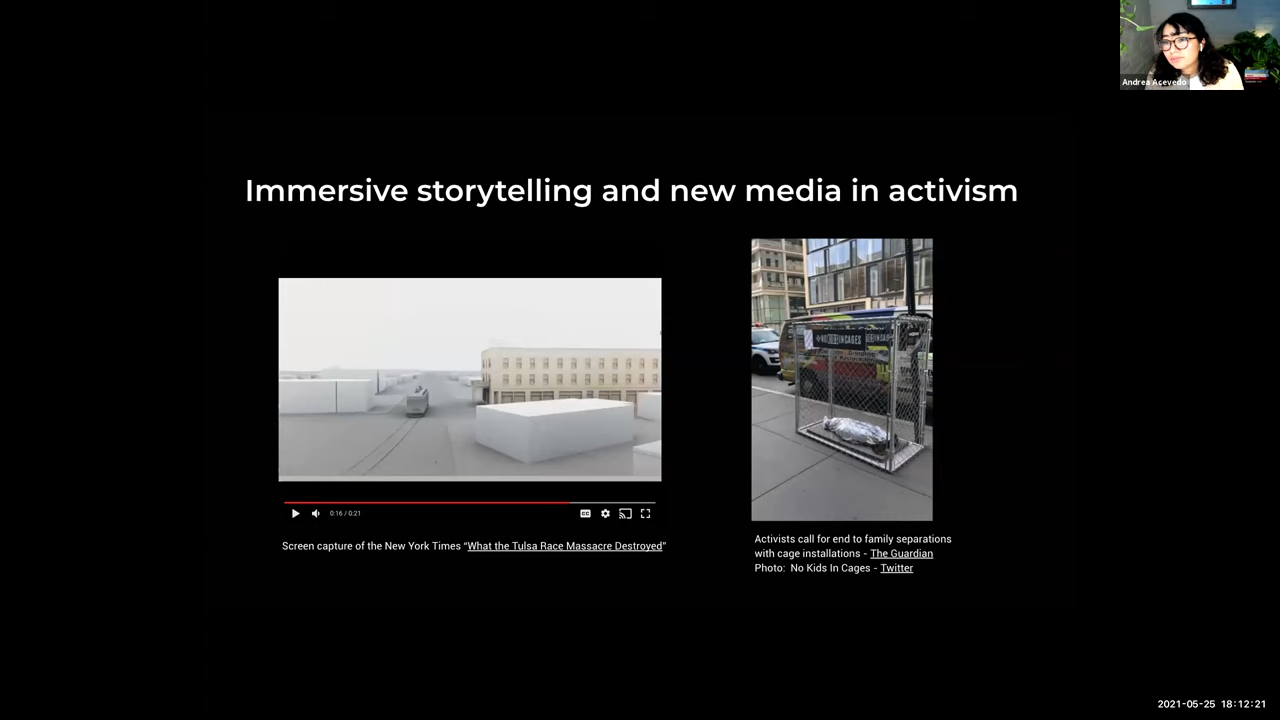 Andrea Acevedo
Immersive storytelling and new media in activism
0:16 / 0:21
CC
Screen capture of the New York Times “What the Tulsa Race Massacre Destroyed”
Activists call for end to family separations
with cage installations - The Guardian
Photo: No Kids In Cages - Twitter
2021-05-25 18:12:21